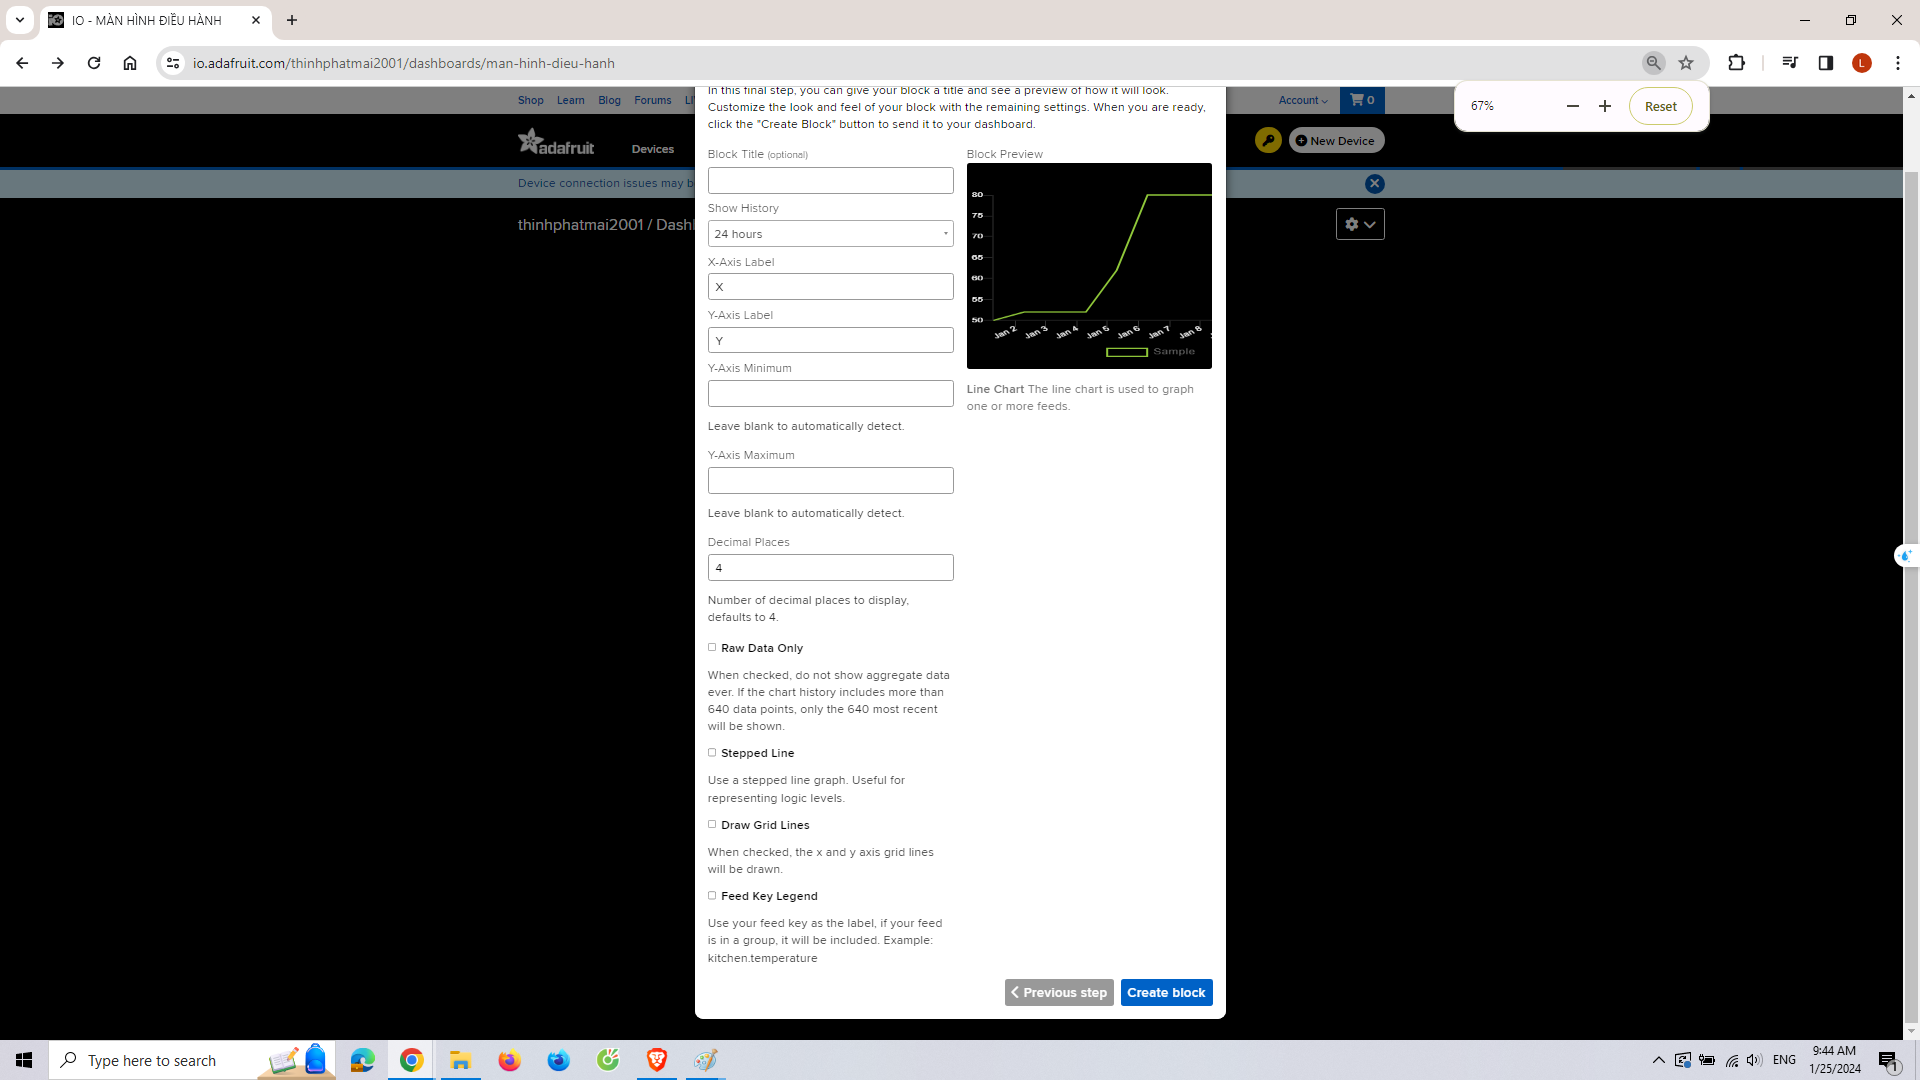 IO - MÀN HÌNH ĐIỀU HÀNH
io.adafruit.com/thinhphatmai2001/dashboards/man-hinh-dieu-hanh
L
67%
Reset
Shop Learn Blog Forums
Account
0
adafruit
Devices
New Device
Device connection issues may b
thinhphatmai2001 / Dash
In this final step, you can give your block a title and see a preview of how it will look.
Customize the look and feel of your block with the remaining settings. When you are ready,
click the "Create Block" button to send it to your dashboard.
Block Title (optional)
Show History
24 hours
X-Axis Label
X
Y-Axis Label
Y
Y-Axis Minimum
Leave blank to automatically detect.
Y-Axis Maximum
Leave blank to automatically detect.
Decimal Places
4
Number of decimal places to display,
defaults to 4.
Raw Data Only
When checked, do not show aggregate data
ever. If the chart history includes more than
640 data points, only the 640 most recent
will be shown.
Stepped Line
Use a stepped line graph. Useful for
representing logic levels.
Draw Grid Lines
When checked, the x and y axis grid lines
will be drawn.
Feed Key Legend
Use your feed key as the label, if your feed
is in a group, it will be included. Example:
kitchen.temperature
Block Preview
80
75
70
65
60
55
50
Jan 2 Jan 3 Jan 4 Jan 5 Jan 6 Jan 7 Jan 8
Sample
Line Chart The line chart is used to graph
one or more feeds.
Previous step
Create block
Type here to search
ENG
9:44 AM
1/25/2024
1